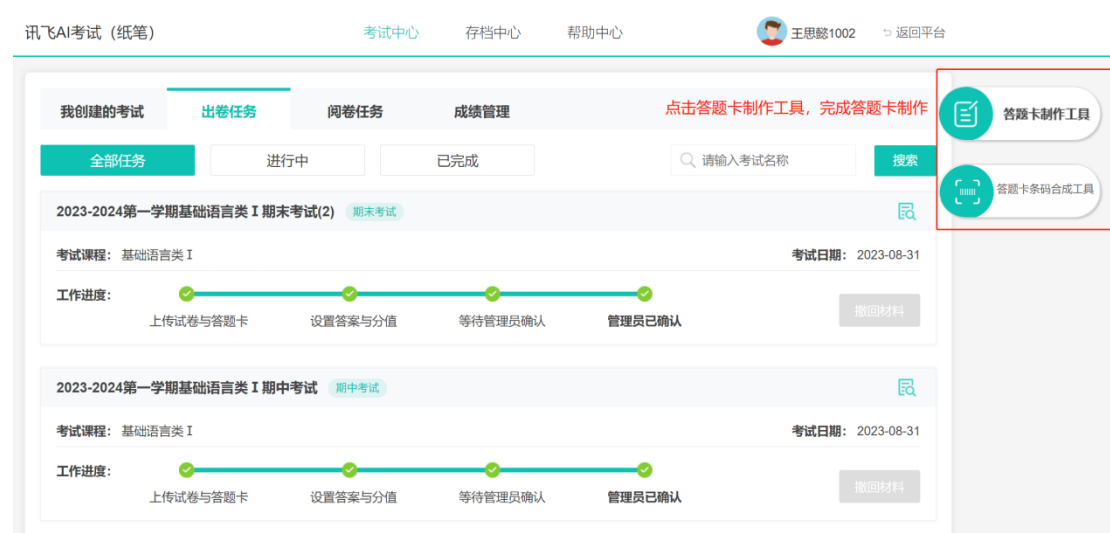 讯飞AI考试（纸笔） 考试中心 存档中心 帮助中心 王思懿1002 返回平台
我创建的考试 出卷任务 阅卷任务 成绩管理 点击答题卡制作工具，完成答题卡制作 答题卡制作工具
全部任务 进行中 已完成 请输入考试名称 搜索
答题卡条码合成工具
2023-2024第一学期基础语言类 I 期末考试(2) 期末考试
考试课程： 基础语言类 I 考试日期： 2023-08-31
工作进度：
上传试卷与答题卡 设置答案与分值 等待管理员确认 管理员已确认 撤回材料
2023-2024第一学期基础语言类 I 期中考试 期中考试
考试课程： 基础语言类 I 考试日期： 2023-08-31
工作进度：
上传试卷与答题卡 设置答案与分值 等待管理员确认 管理员已确认 撤回材料